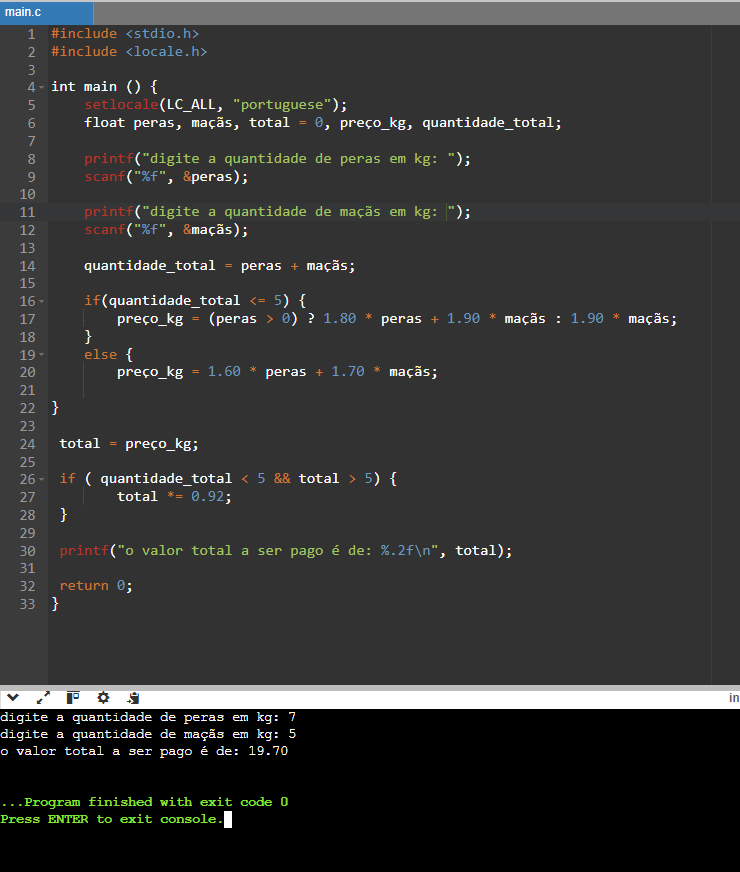 main.c
1 #include <stdio.h>
2 #include <locale.h>
3
4 int main () {
5 setlocale(LC_ALL, "portuguese");
6 float peras, maçãs, total = 0, preço_kg, quantidade_total;
7
8 printf("digite a quantidade de peras em kg: ");
9 scanf("%f", &peras);
10
11 printf("digite a quantidade de maçãs em kg: ");
12 scanf("%f", &maçãs);
13
14 quantidade_total = peras + maçãs;
15
16 if(quantidade_total <= 5) {
17 preço_kg = (peras > 0) ? 1.80 * peras + 1.90 * maçãs : 1.90 * maçãs;
18 }
19 else {
20 preço_kg = 1.60 * peras + 1.70 * maçãs;
21
22 }
23
24 total = preço_kg;
25
26 if ( quantidade_total < 5 && total > 5) {
27 total *= 0.92;
28 }
29
30 printf("o valor total a ser pago é de: %.2f\n", total);
31
32 return 0;
33 }
in
digite a quantidade de peras em kg: 7
digite a quantidade de maçãs em kg: 5
o valor total a ser pago é de: 19.70
...Program finished with exit code 0
Press ENTER to exit console.